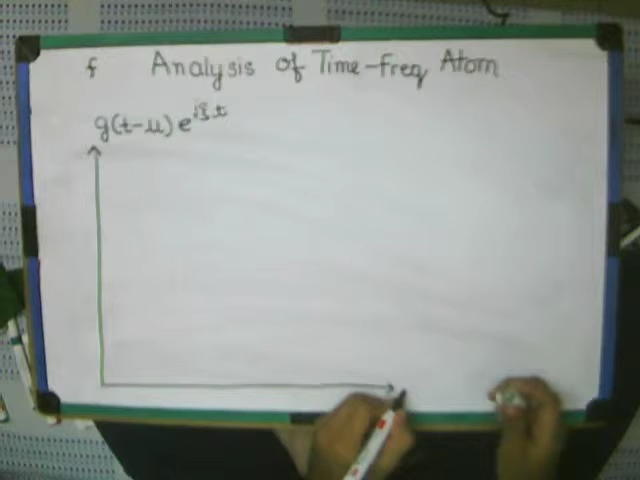 f Analysis of Time-freq Atom
g(t-u) e^{iξt}